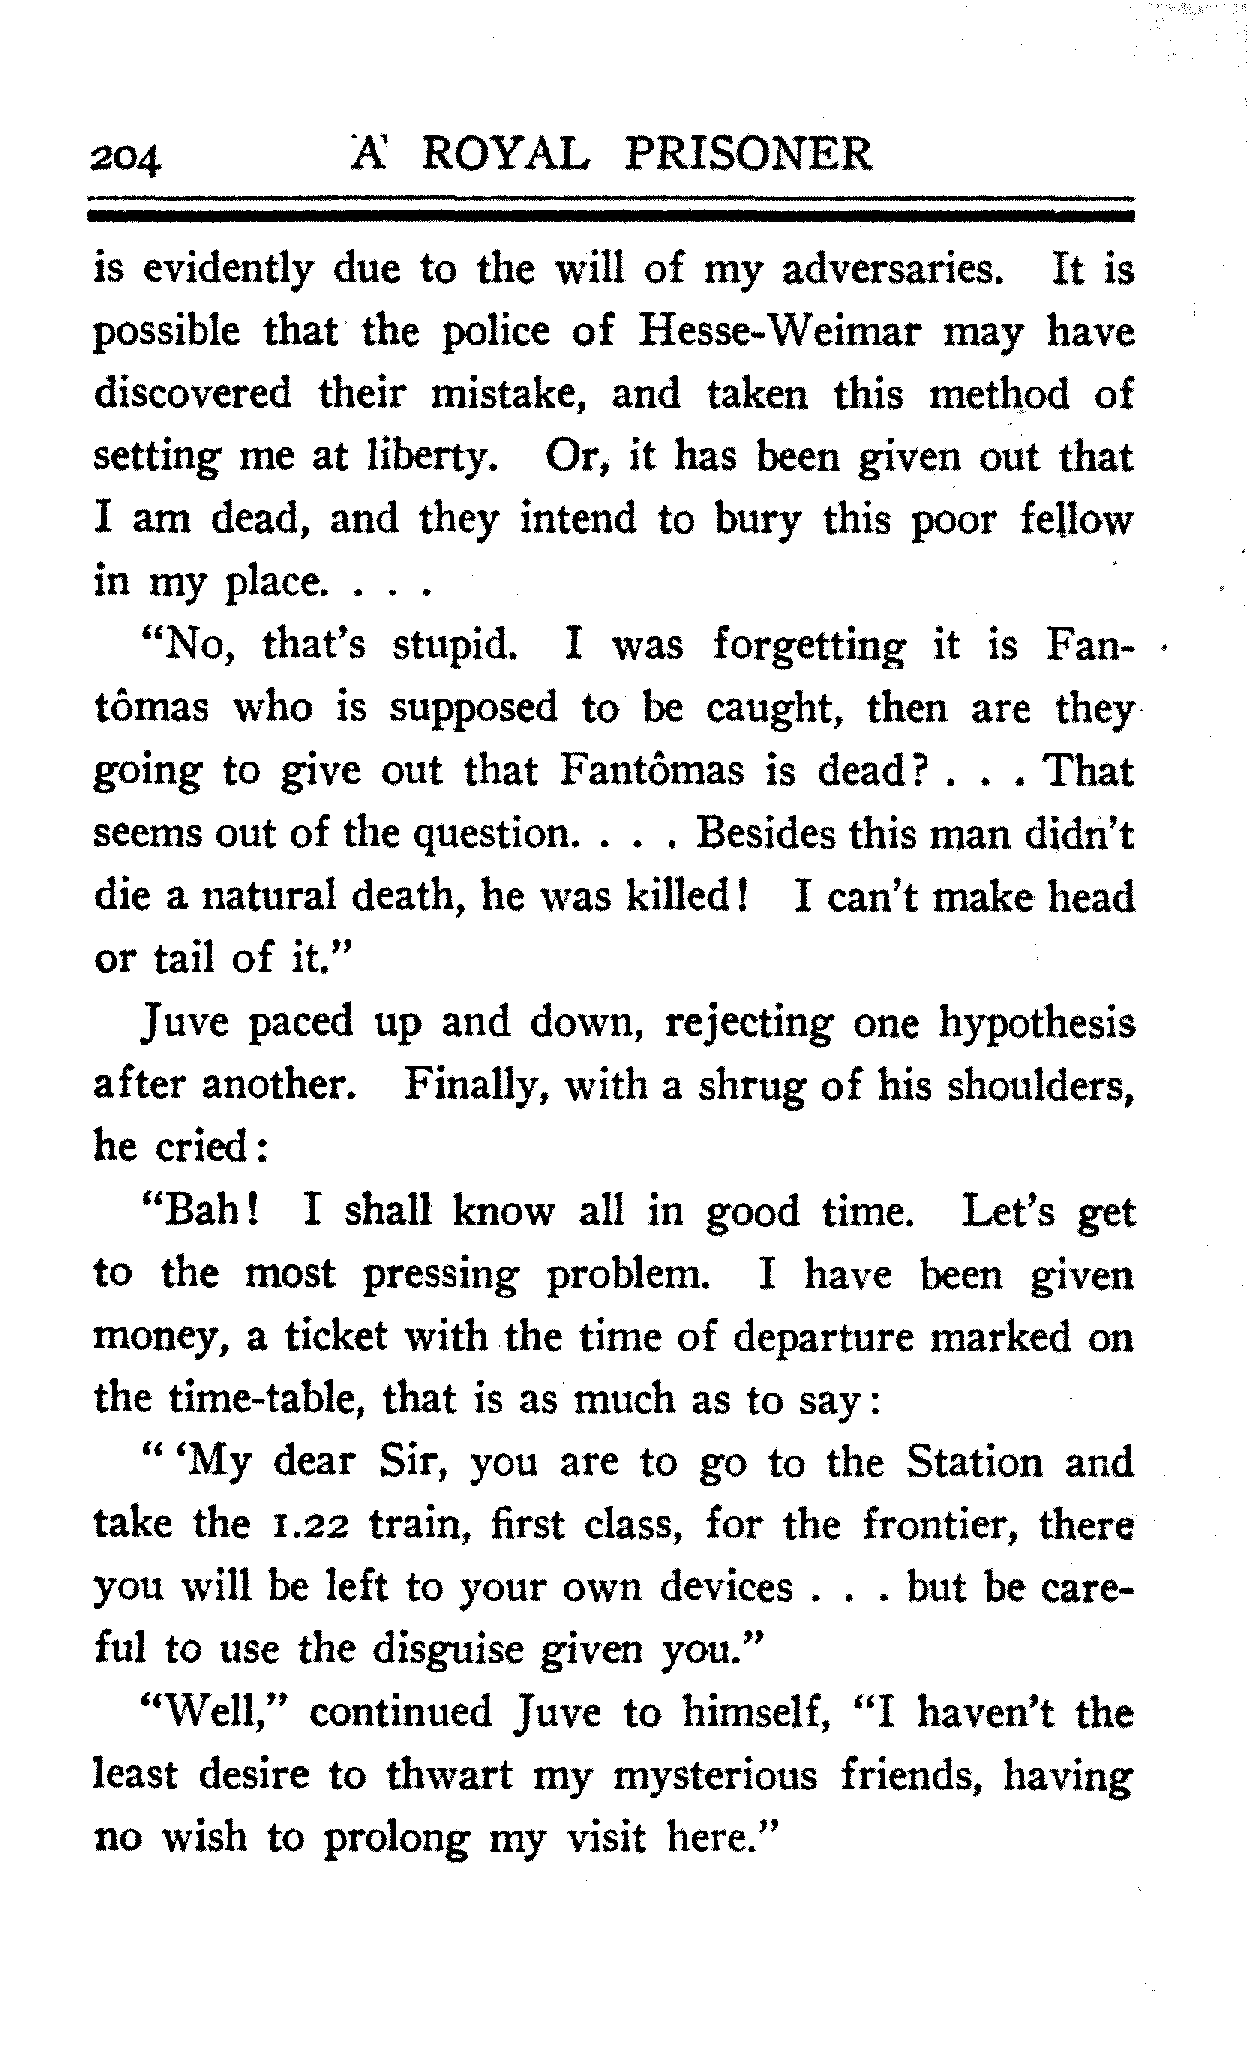 204 A ROYAL PRISONER
is evidently due to the will of my adversaries. It is
possible that the police of Hesse-Weimar may have
discovered their mistake, and taken this method of
setting me at liberty. Or, it has been given out that
I am dead, and they intend to bury this poor fellow
in my place. . . .
"No, that's stupid. I was forgetting it is Fan-
tômas who is supposed to be caught, then are they
going to give out that Fantômas is dead? . . . That
seems out of the question. . . . Besides this man didn't
die a natural death, he was killed! I can't make head
or tail of it."
Juve paced up and down, rejecting one hypothesis
after another. Finally, with a shrug of his shoulders,
he cried:
"Bah! I shall know all in good time. Let's get
to the most pressing problem. I have been given
money, a ticket with the time of departure marked on
the time-table, that is as much as to say:
" 'My dear Sir, you are to go to the Station and
take the 1.22 train, first class, for the frontier, there
you will be left to your own devices . . . but be care-
ful to use the disguise given you."
"Well," continued Juve to himself, "I haven't the
least desire to thwart my mysterious friends, having
no wish to prolong my visit here."